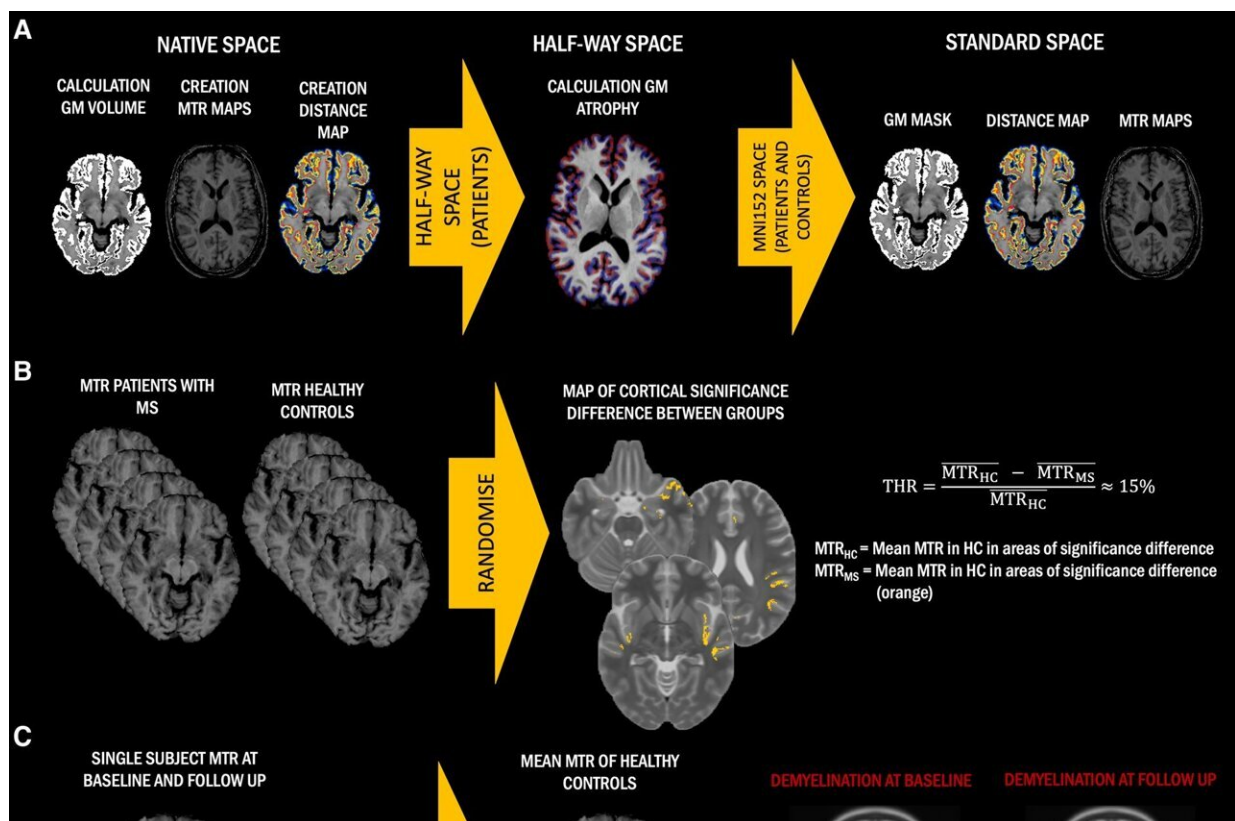 A
NATIVE SPACE
HALF-WAY SPACE
STANDARD SPACE
CALCULATION
GM VOLUME
CREATION
MTR MAPS
CREATION
DISTANCE
MAP
HALF-WAY
SPACE
(PATIENTS)
CALCULATION GM
ATROPHY
MNI152 SPACE
(PATIENTS AND
CONTROLS)
GM MASK
DISTANCE MAP
MTR MAPS
B
MTR PATIENTS WITH
MS
MTR HEALTHY
CONTROLS
RANDOMISE
MAP OF CORTICAL SIGNIFICANCE
DIFFERENCE BETWEEN GROUPS
THR = (MTR_HC − MTR_MS) / MTR_HC ≈ 15%
MTR_HC = Mean MTR in HC in areas of significance difference
MTR_MS = Mean MTR in HC in areas of significance difference
(orange)
C
SINGLE SUBJECT MTR AT
BASELINE AND FOLLOW UP
MEAN MTR OF HEALTHY
CONTROLS
DEMYELINATION AT BASELINE
DEMYELINATION AT FOLLOW UP